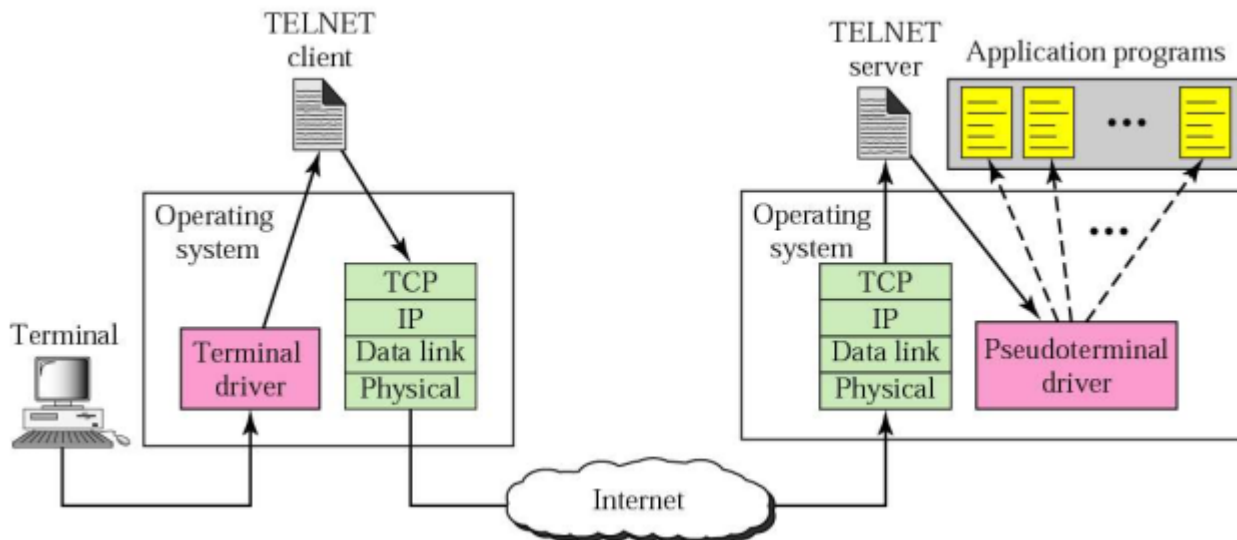 TELNET
client
Operating
system
TCP
IP
Data link
Physical
Terminal
Terminal
driver
Internet
TELNET
server
Application programs
Operating
system
TCP
IP
Data link
Physical
Pseudoterminal
driver